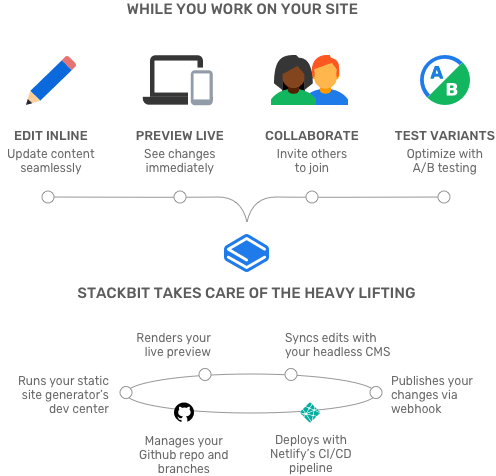 WHILE YOU WORK ON YOUR SITE
A
B
EDIT INLINE
Update content
seamlessly
PREVIEW LIVE
See changes
immediately
COLLABORATE
Invite others
to join
TEST VARIANTS
Optimize with
A/B testing
STACKBIT TAKES CARE OF THE HEAVY LIFTING
Renders your
live preview
Syncs edits with
your headless CMS
Runs your static
site generator's
dev center
Publishes your
changes via
webhook
Manages your
Github repo and
branches
Deploys with
Netlify's CI/CD
pipeline